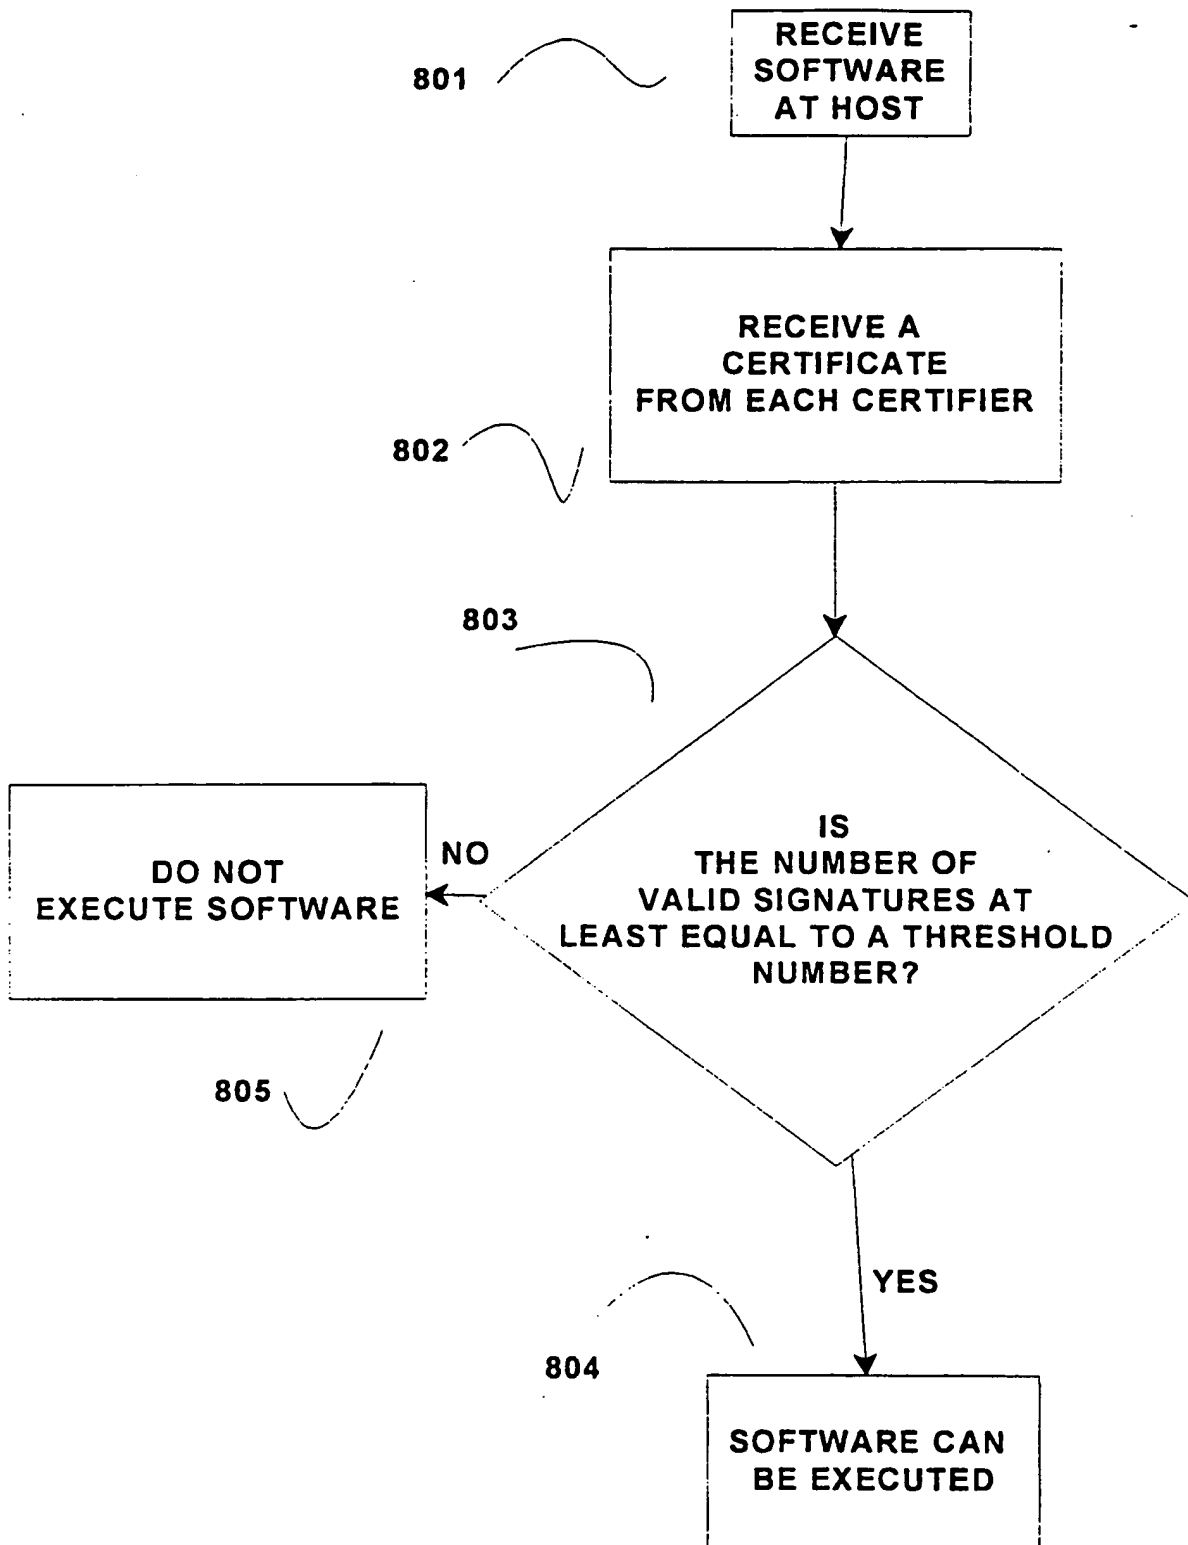 801
RECEIVE
SOFTWARE
AT HOST
RECEIVE A
CERTIFICATE
FROM EACH CERTIFIER
802
803
IS
THE NUMBER OF
VALID SIGNATURES AT
LEAST EQUAL TO A THRESHOLD
NUMBER?
NO
DO NOT
EXECUTE SOFTWARE
805
YES
804
SOFTWARE CAN
BE EXECUTED